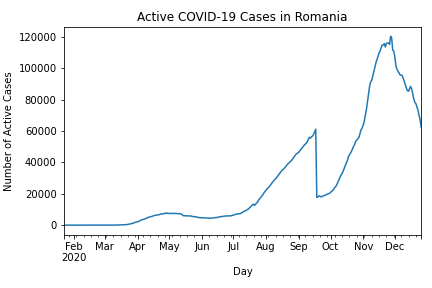 Active COVID-19 Cases in Romania
120000
100000
80000
60000
40000
20000
0
Number of Active Cases
Feb Mar Apr May Jun Jul Aug Sep Oct Nov Dec
2020
Day